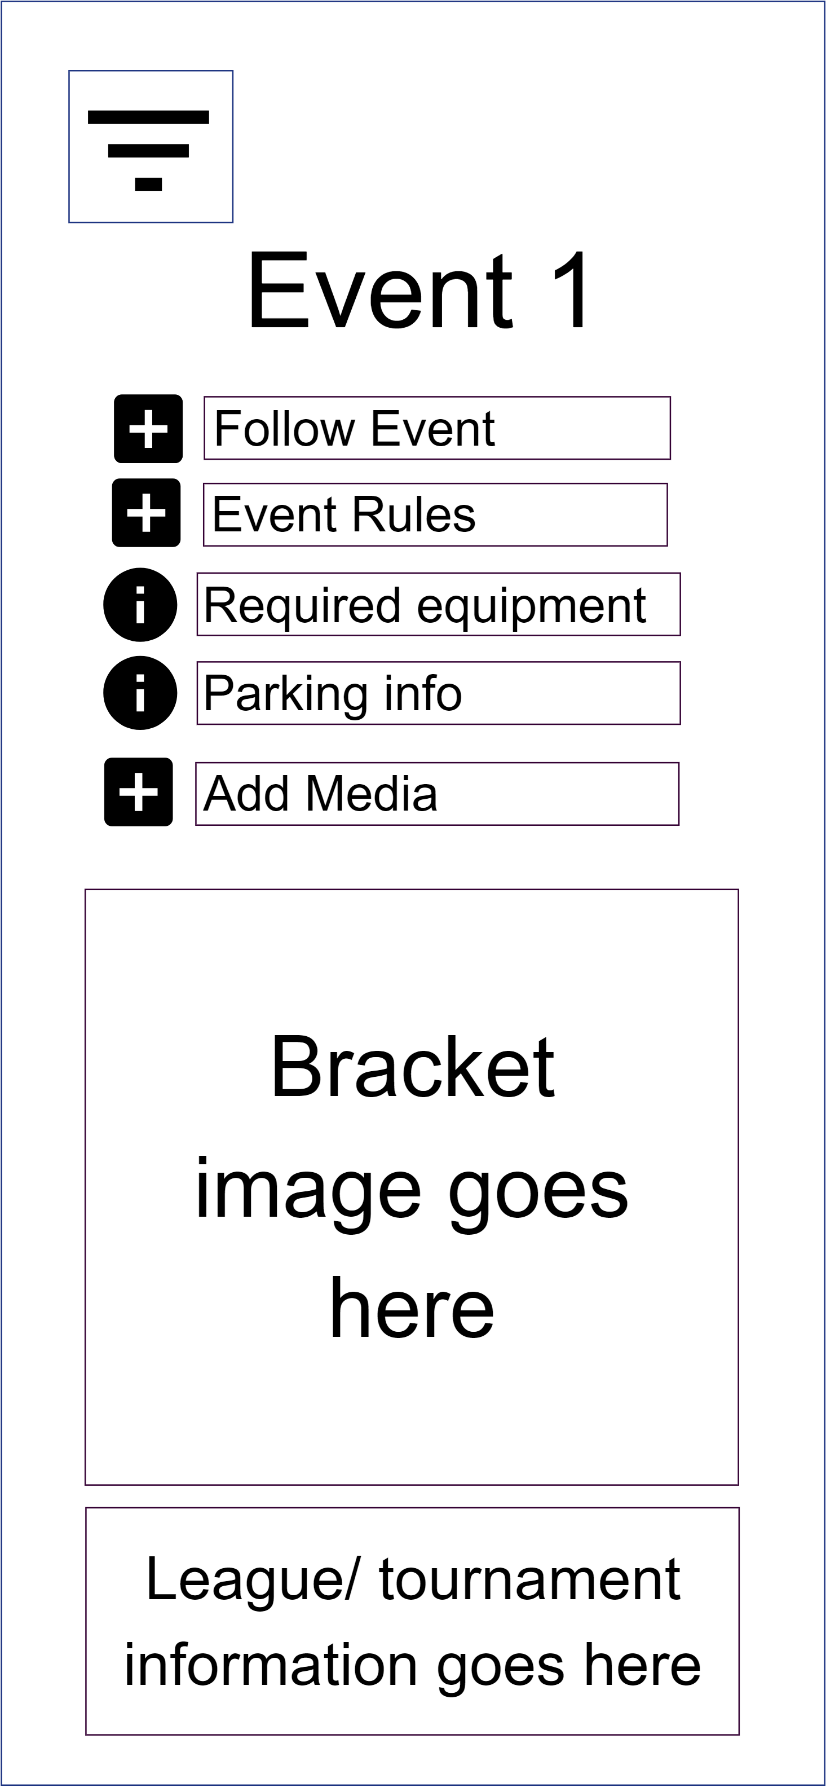 Event 1
Follow Event
Event Rules
Required equipment
Parking info
Add Media
Bracket
image goes
here
League/ tournament
information goes here